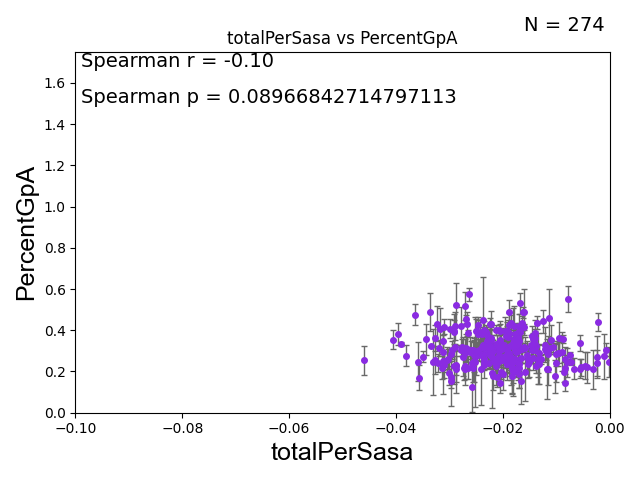 N = 274
totalPerSasa vs PercentGpA
Spearman r = -0.10
Spearman p = 0.08966842714797113
PercentGpA
1.6
1.4
1.2
1.0
0.8
0.6
0.4
0.2
0.0
−0.10 −0.08 −0.06 −0.04 −0.02 0.00
totalPerSasa